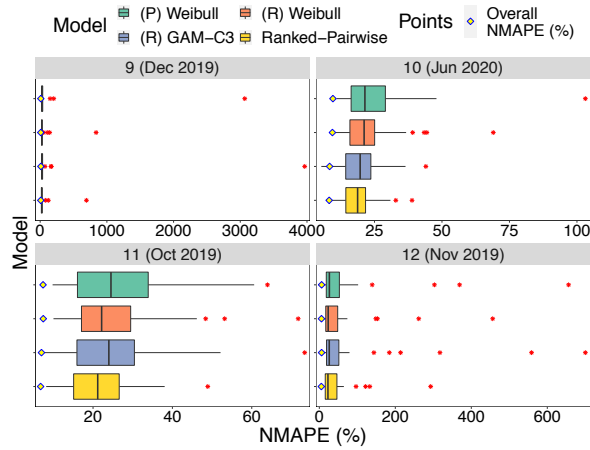 Model
(P) Weibull
(R) Weibull
(R) GAM−C3
Ranked−Pairwise
Points
Overall
NMAPE (%)
9 (Dec 2019)
10 (Jun 2020)
0 1000 2000 3000 4000
25 50 75 100
11 (Oct 2019)
12 (Nov 2019)
20 40 60
0 200 400 600
Model
NMAPE (%)